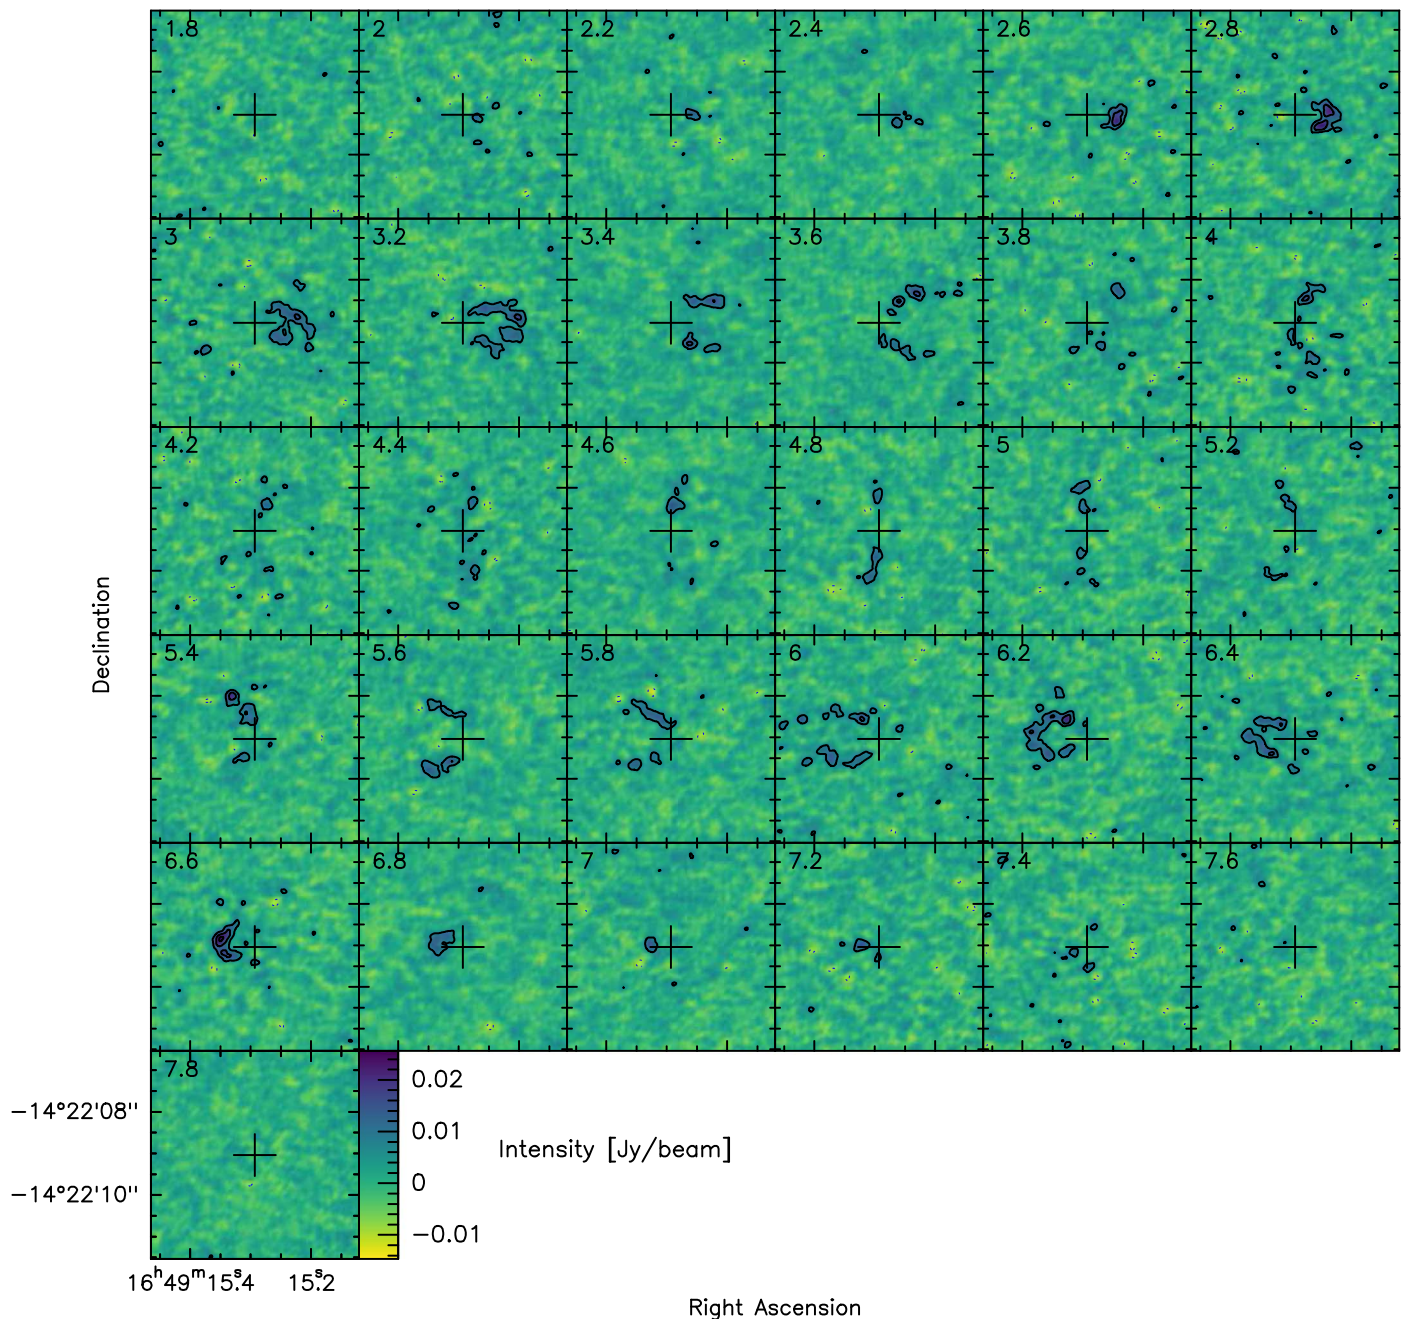 1.8 2 2.2 2.4 2.6 2.8
3 3.2 3.4 3.6 3.8 4
4.2 4.4 4.6 4.8 5 5.2
Declination
5.4 5.6 5.8 6 6.2 6.4
6.6 6.8 7 7.2 7.4 7.6
7.8
0.02
−14°22'08"
0.01
Intensity [Jy/beam]
0
−14°22'10"
−0.01
16ʰ49ᵐ15ˢ.4 15ˢ.2
Right Ascension